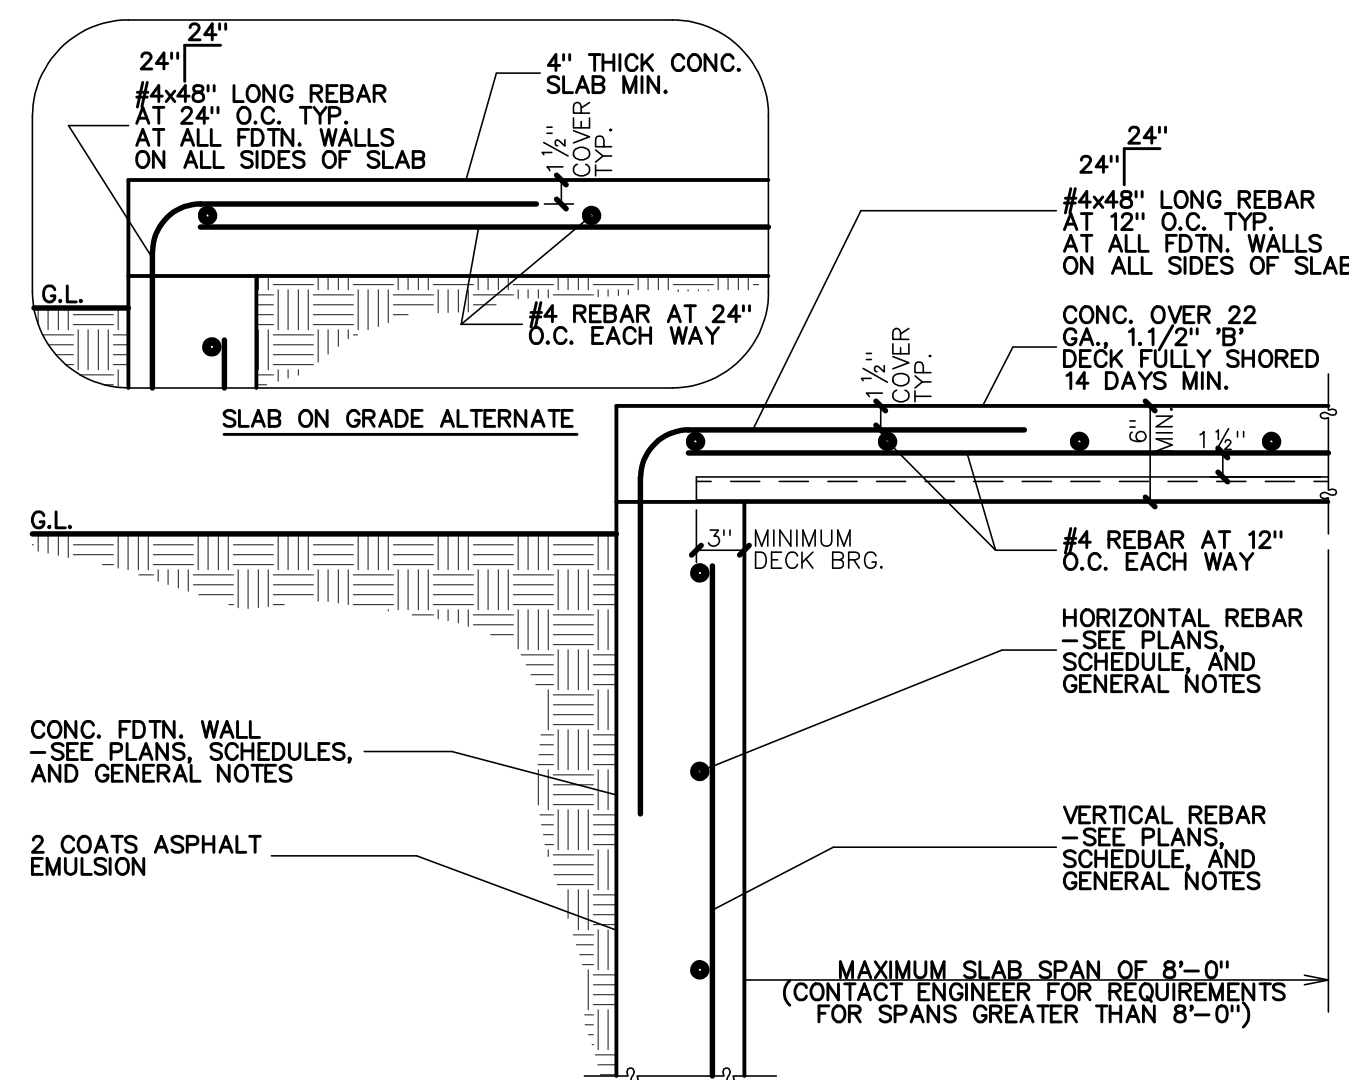 24"
24"
#4x48" LONG REBAR
AT 24" O.C. TYP.
AT ALL FDTN. WALLS
ON ALL SIDES OF SLAB
4" THICK CONC.
SLAB MIN.
1 1/2"
COVER
TYP.
G.L.
#4 REBAR AT 24"
O.C. EACH WAY
SLAB ON GRADE ALTERNATE
24"
24"
#4x48" LONG REBAR
AT 12" O.C. TYP.
AT ALL FDTN. WALLS
ON ALL SIDES OF SLAB
CONC. OVER 22
GA., 1.1/2" 'B'
DECK FULLY SHORED
14 DAYS MIN.
1 1/2"
COVER
TYP.
6"
MIN.
1 1/2"
G.L.
3"
MINIMUM
DECK BRG.
#4 REBAR AT 12"
O.C. EACH WAY
HORIZONTAL REBAR
-SEE PLANS,
SCHEDULE, AND
GENERAL NOTES
CONC. FDTN. WALL
-SEE PLANS, SCHEDULES,
AND GENERAL NOTES
2 COATS ASPHALT
EMULSION
VERTICAL REBAR
-SEE PLANS,
SCHEDULE, AND
GENERAL NOTES
MAXIMUM SLAB SPAN OF 8'-0"
(CONTACT ENGINEER FOR REQUIREMENTS
FOR SPANS GREATER THAN 8'-0")